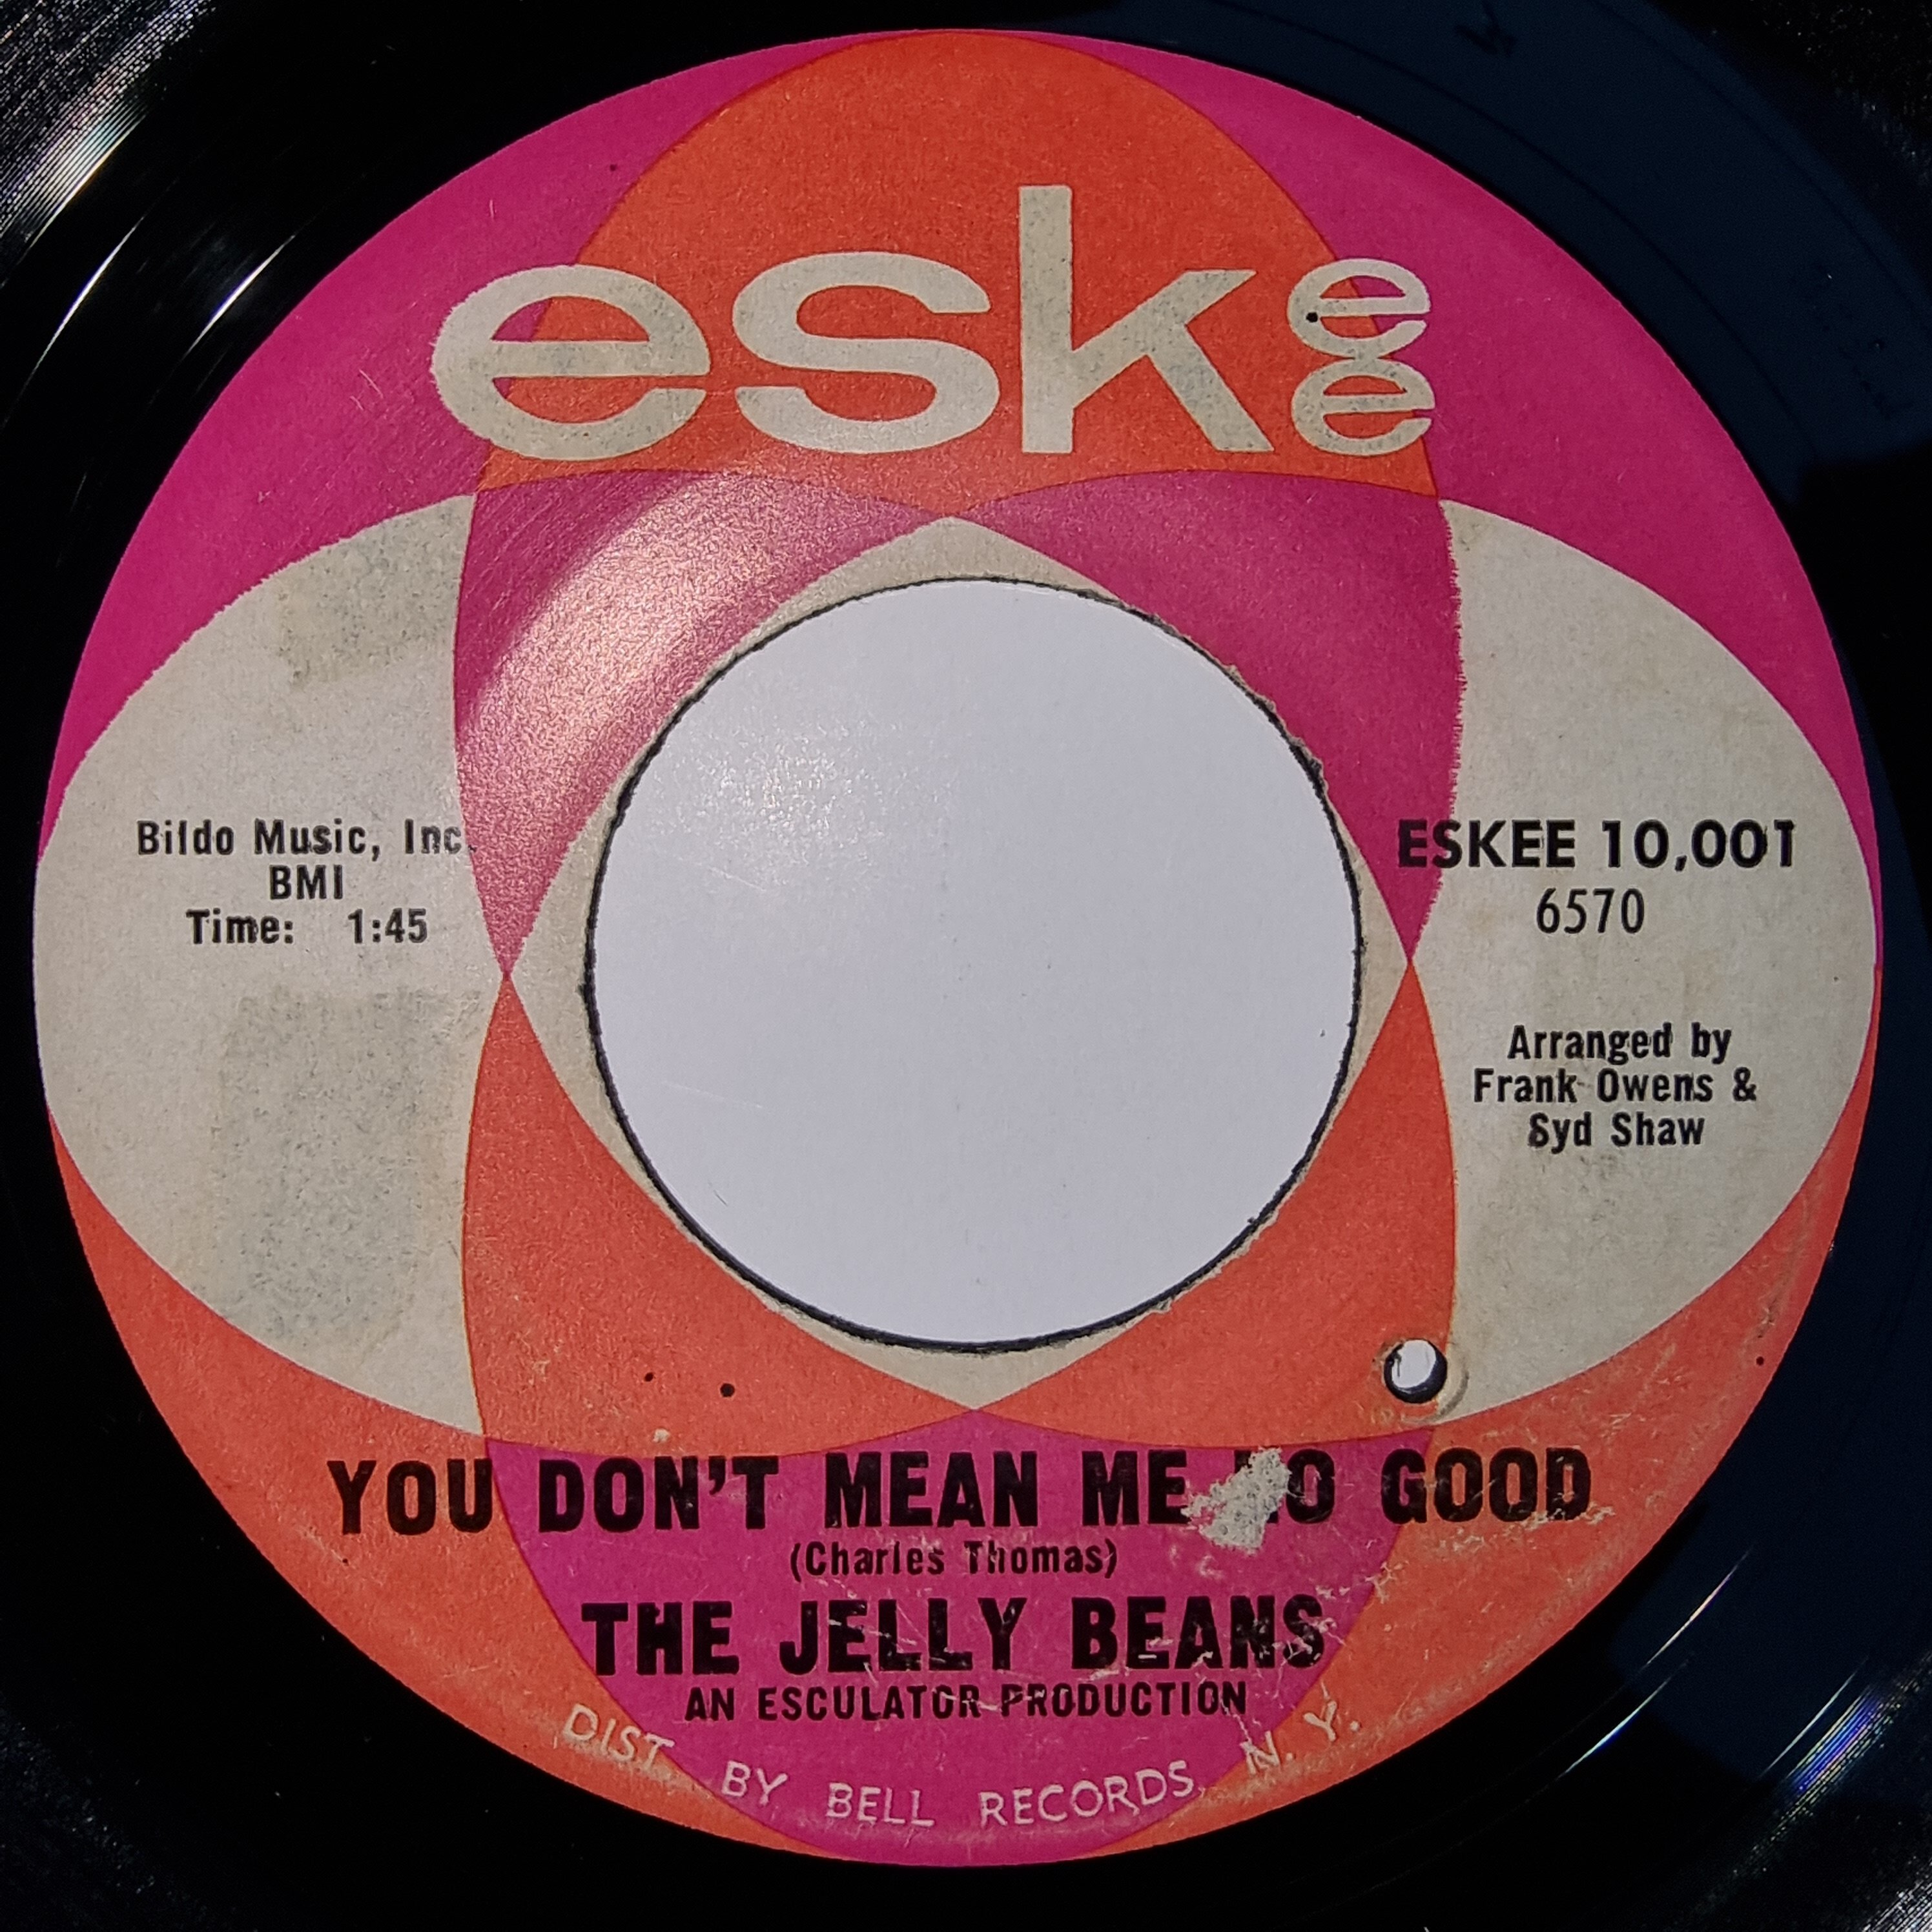 eskee
Bildo Music, Inc.
BMI
Time: 1:45
ESKEE 10,001
6570
Arranged by
Frank Owens &
Syd Shaw
YOU DON'T MEAN ME NO GOOD
(Charles Thomas)
THE JELLY BEANS
AN ESCULATOR PRODUCTION
DIST. BY BELL RECORDS, N. Y.